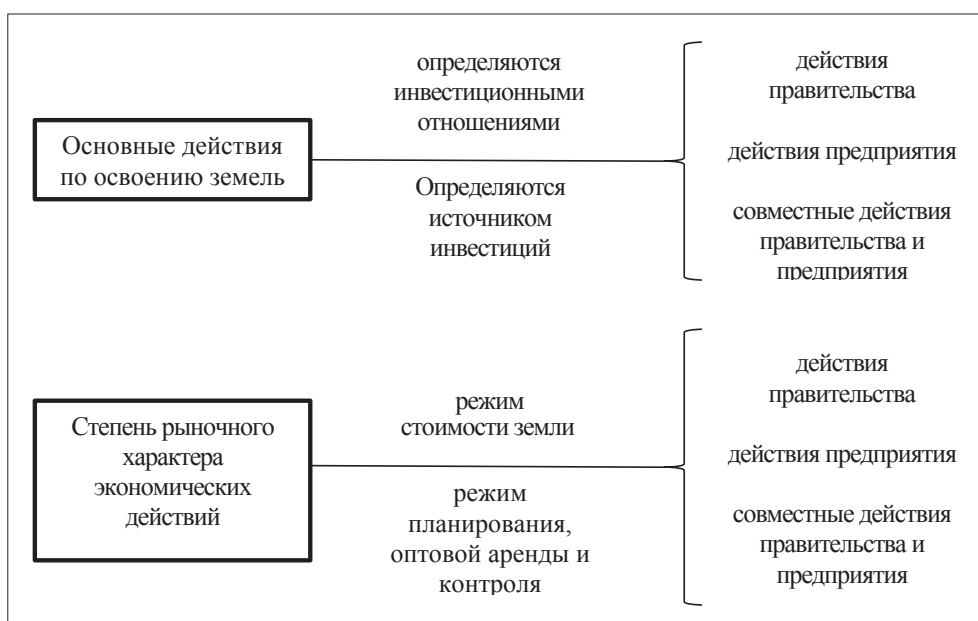 Основные действия
по освоению земель
определяются
инвестиционными
отношениями
Определяются
источником
инвестиций
действия
правительства
действия предприятия
совместные действия
правительства и
предприятия
Степень рыночного
характера
экономических
действий
режим
стоимости земли
режим
планирования,
оптовой аренды и
контроля
действия
правительства
действия предприятия
совместные действия
правительства и
предприятия